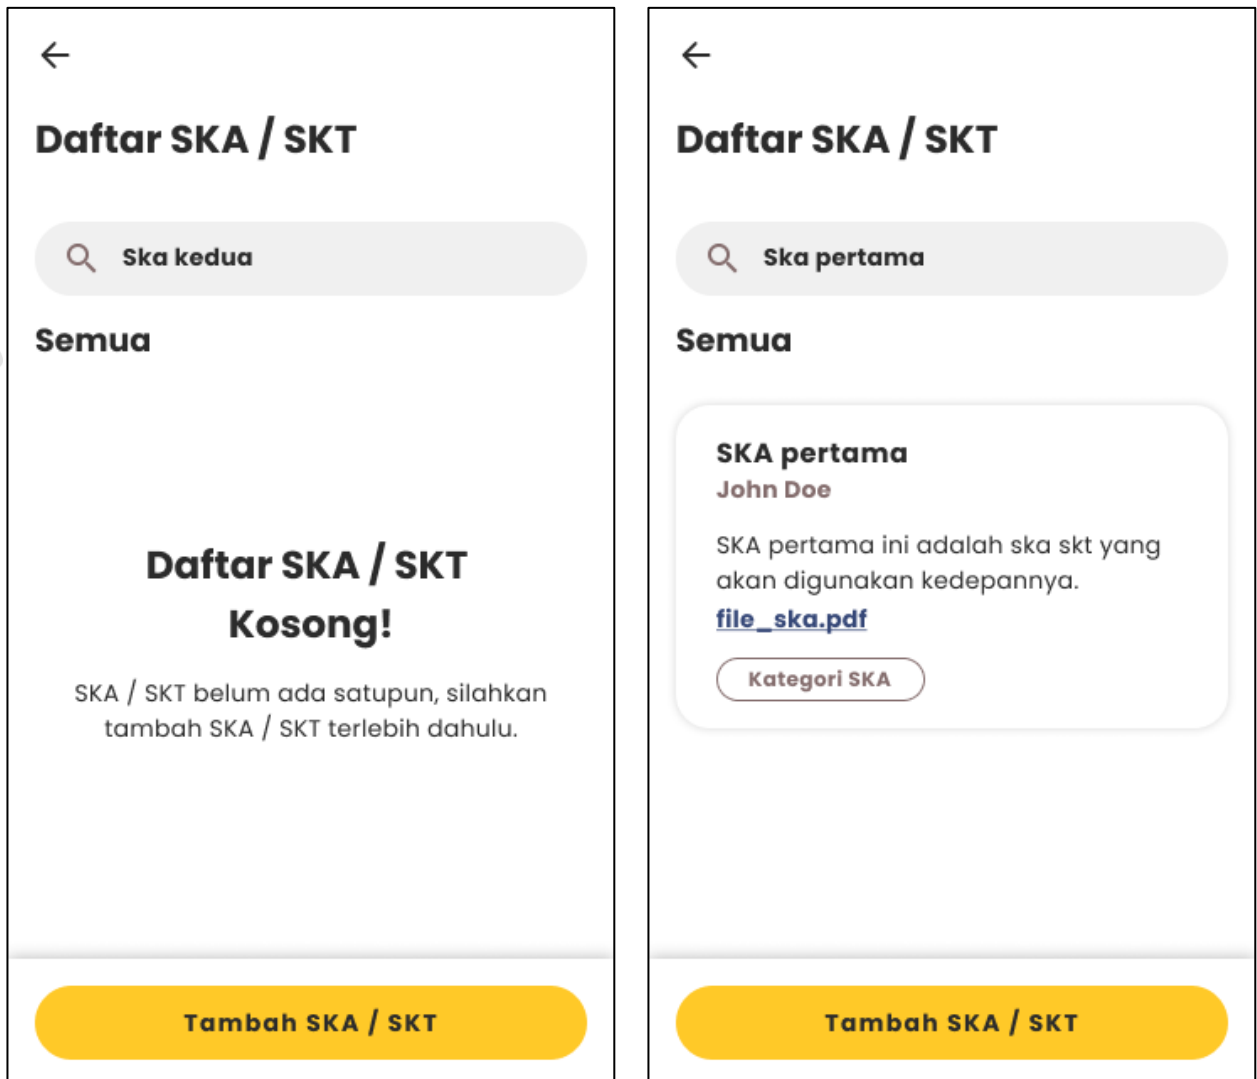 Daftar SKA / SKT
Ska kedua
Semua
Daftar SKA / SKT
Kosong!
SKA / SKT belum ada satupun, silahkan
tambah SKA / SKT terlebih dahulu.
Tambah SKA / SKT
Daftar SKA / SKT
Ska pertama
Semua
SKA pertama
John Doe
SKA pertama ini adalah ska skt yang
akan digunakan kedepannya.
file_ska.pdf
Kategori SKA
Tambah SKA / SKT